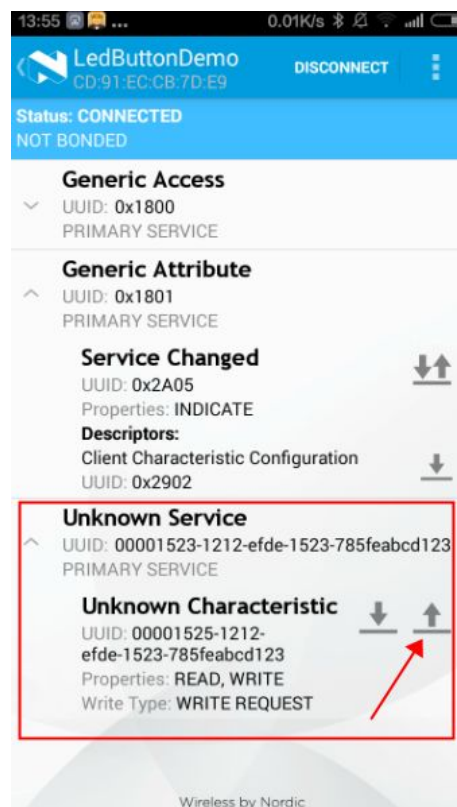 13:55 ... 0.01K/s
LedButtonDemo
CD:91:EC:CB:7D:E9
DISCONNECT
Status: CONNECTED
NOT BONDED
Generic Access
UUID: 0x1800
PRIMARY SERVICE
Generic Attribute
UUID: 0x1801
PRIMARY SERVICE
Service Changed
UUID: 0x2A05
Properties: INDICATE
Descriptors:
Client Characteristic Configuration
UUID: 0x2902
Unknown Service
UUID: 00001523-1212-efde-1523-785feabcd123
PRIMARY SERVICE
Unknown Characteristic
UUID: 00001525-1212-
efde-1523-785feabcd123
Properties: READ, WRITE
Write Type: WRITE REQUEST
Wireless by Nordic